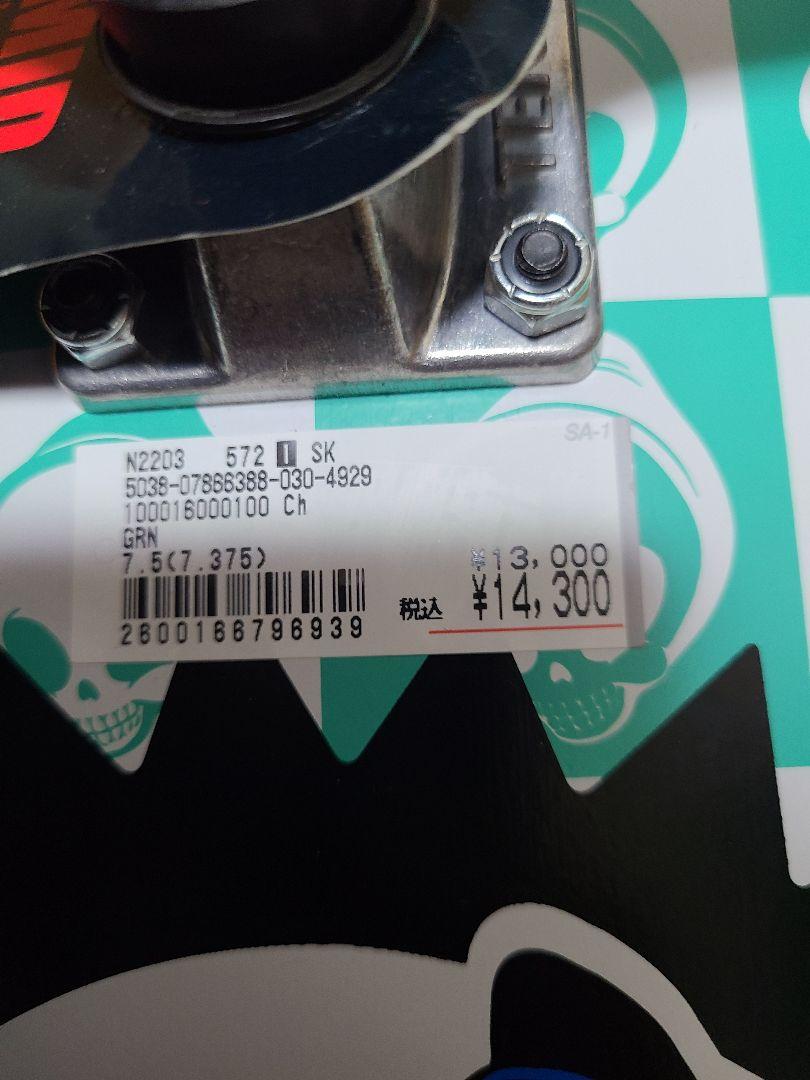 SA-1
N2203 572 1 SK
5038-07866388-030-4929
100016000100 Ch
GRN
7.5(7.375)
¥13,000
税込 ¥14,300
2600166796939